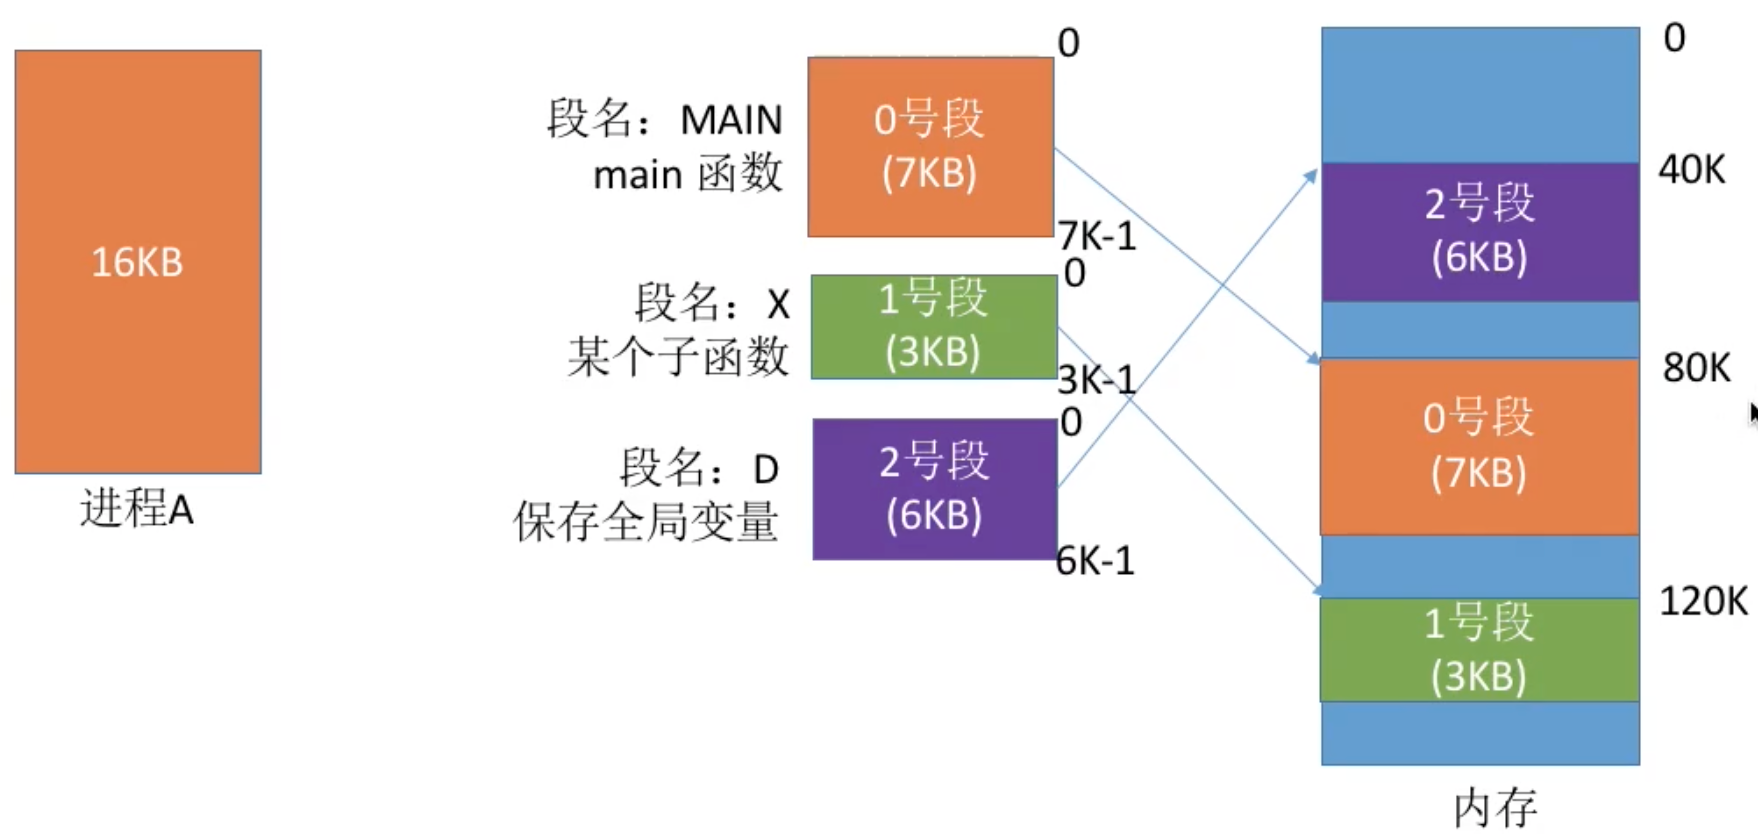 16KB
进程A
段名：MAIN
main 函数
0号段
(7KB)
0
7K-1
段名：X
某个子函数
1号段
(3KB)
0
3K-1
段名：D
保存全局变量
2号段
(6KB)
0
6K-1
0
2号段
(6KB)
40K
0号段
(7KB)
80K
1号段
(3KB)
120K
内存